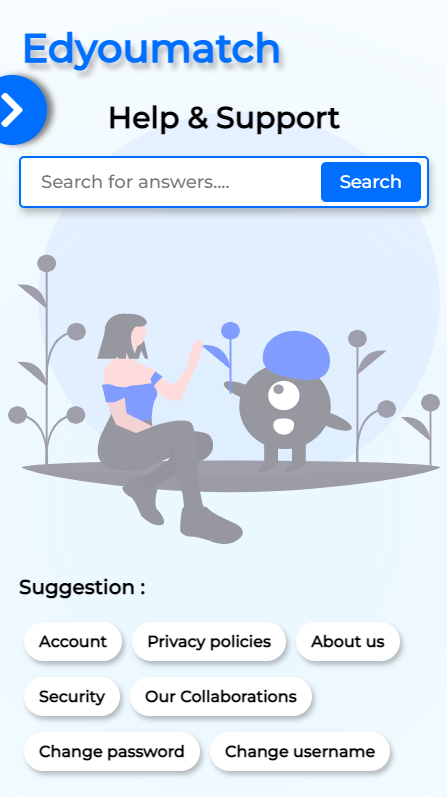 Edyoumatch
Help & Support
Search for answers.... Search
Suggestion :
Account Privacy policies About us
Security Our Collaborations
Change password Change username